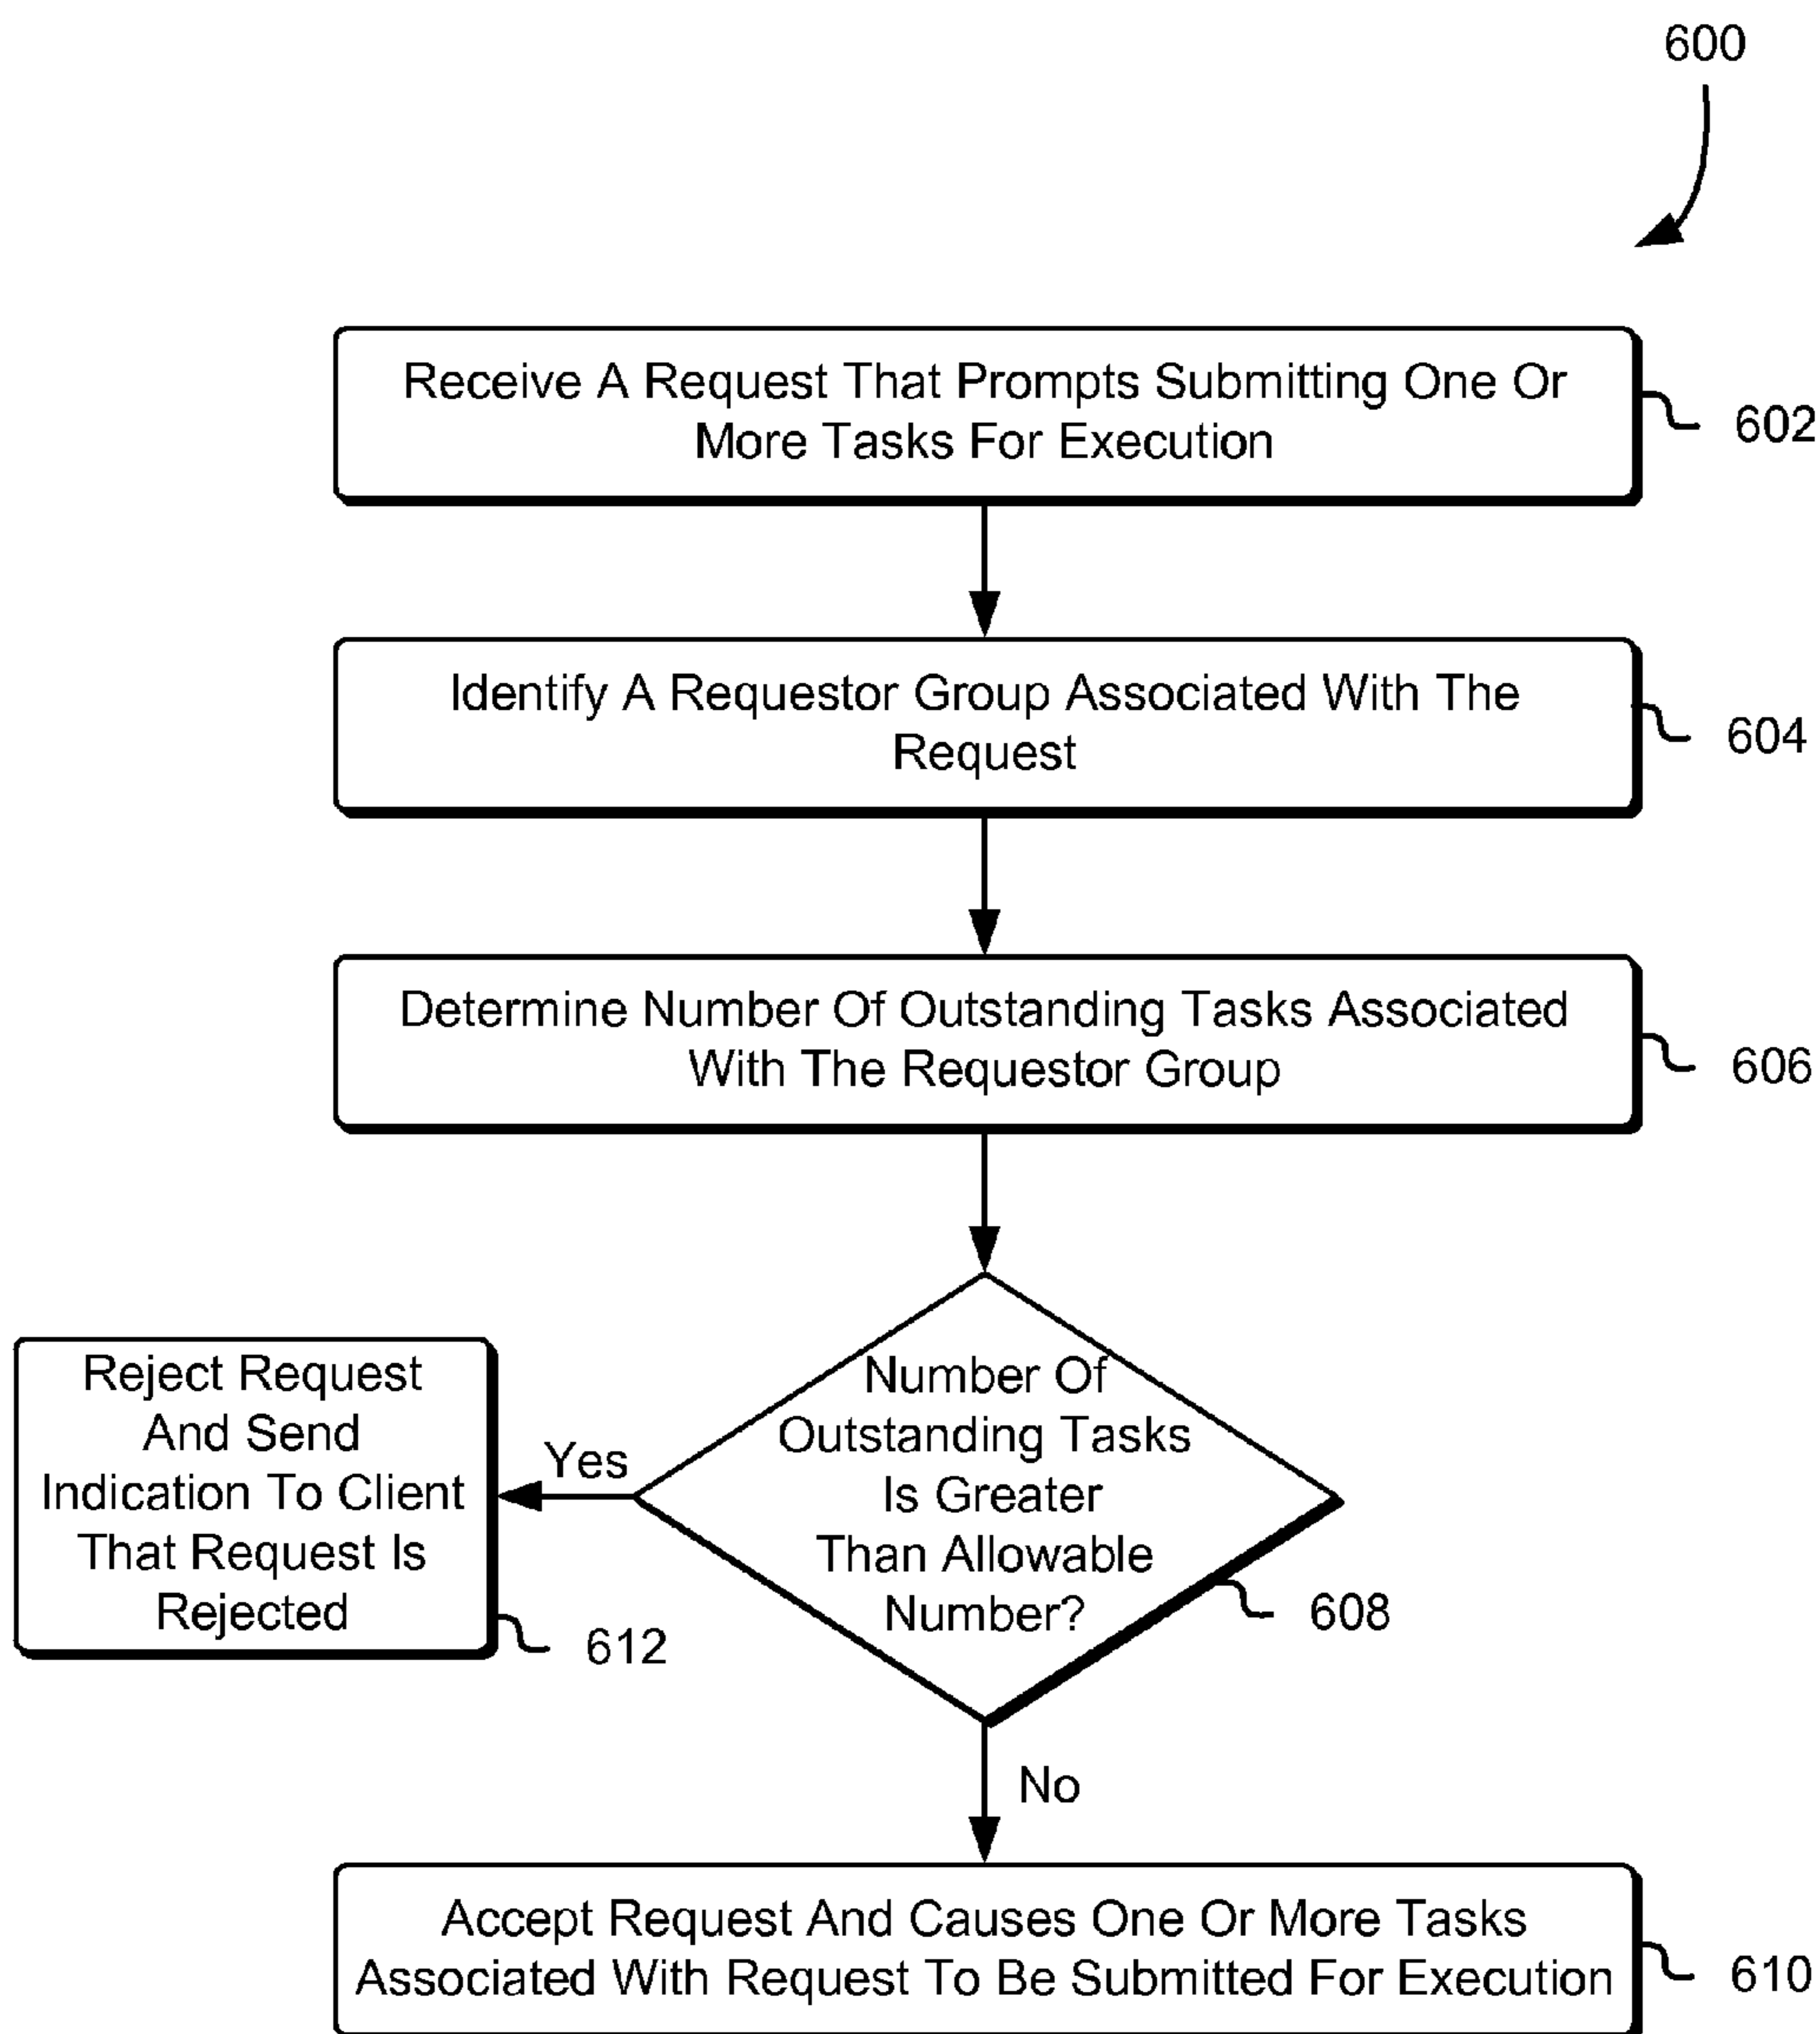 600
Receive A Request That Prompts Submitting One Or
More Tasks For Execution
602
Identify A Requestor Group Associated With The
Request
604
Determine Number Of Outstanding Tasks Associated
With The Requestor Group
606
Number Of
Outstanding Tasks
Is Greater
Than Allowable
Number?
608
Yes
Reject Request
And Send
Indication To Client
That Request Is
Rejected
612
No
Accept Request And Causes One Or More Tasks
Associated With Request To Be Submitted For Execution
610